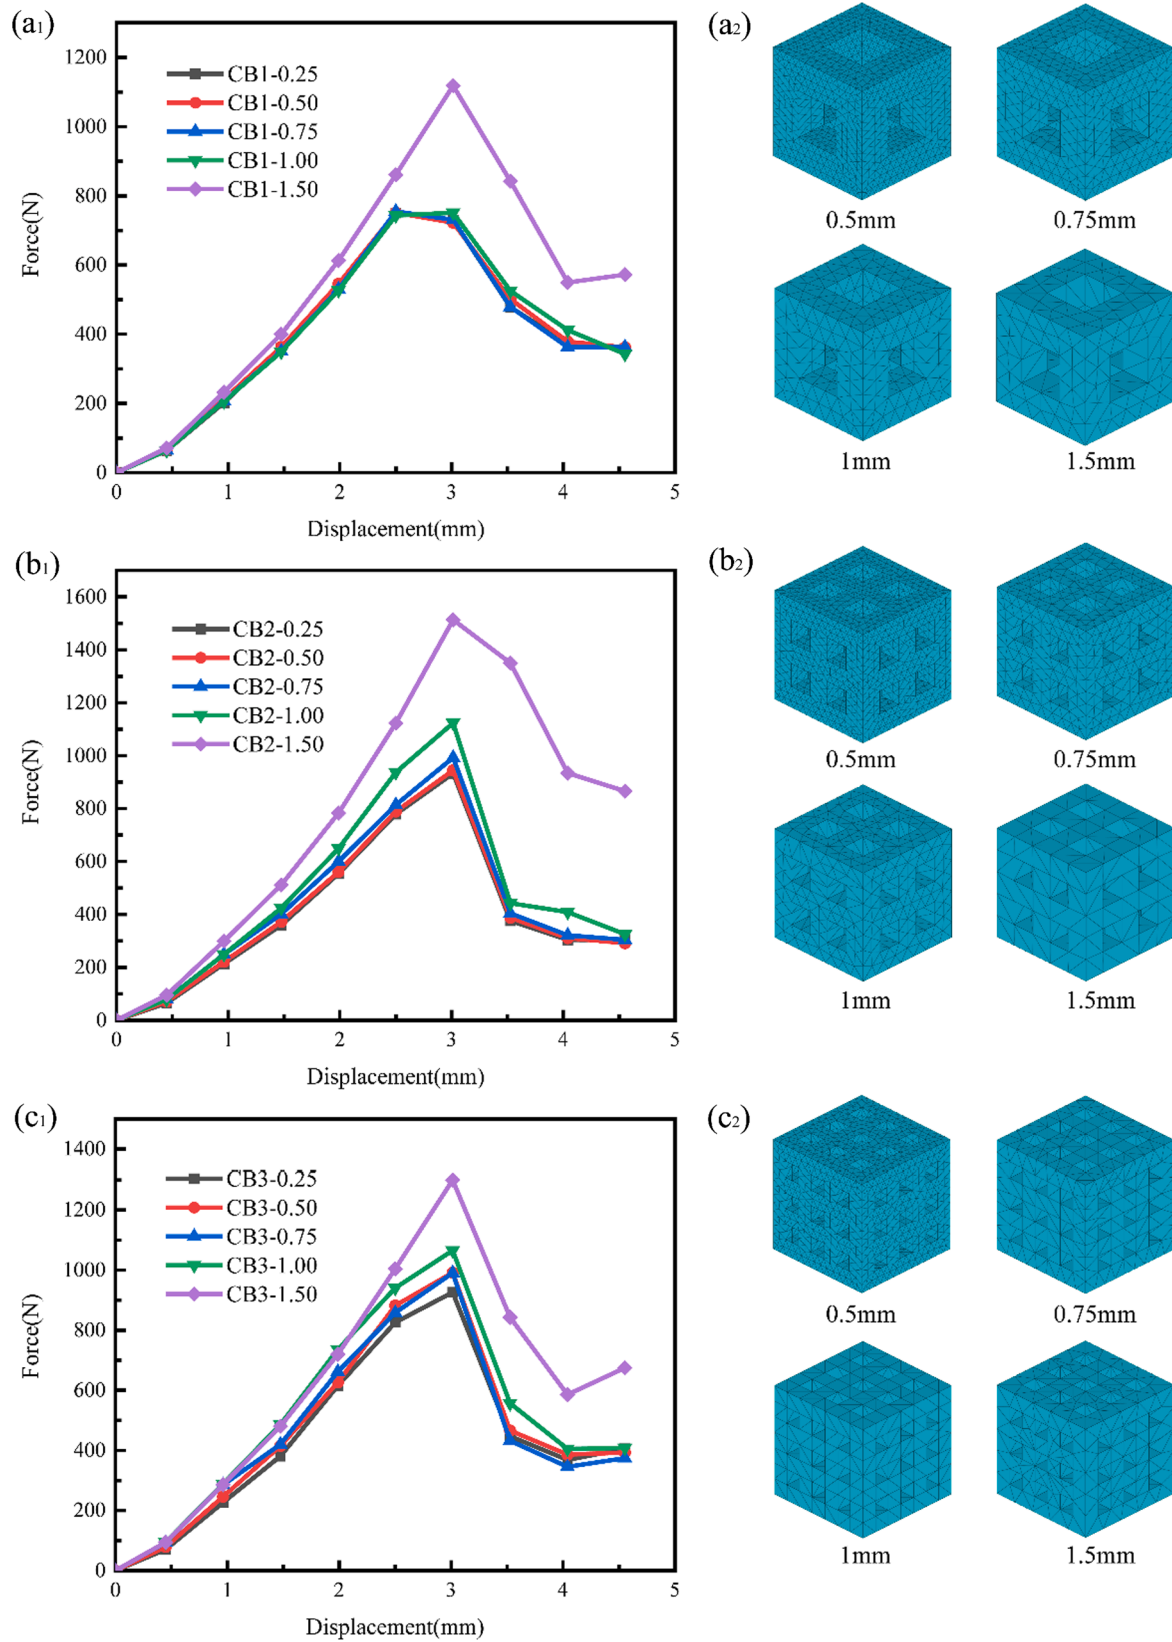 (a1)
Force(N)
1200
1000
800
600
400
200
0
CB1-0.25
CB1-0.50
CB1-0.75
CB1-1.00
CB1-1.50
0 1 2 3 4 5
Displacement(mm)
(a2)
0.5mm 0.75mm
1mm 1.5mm
(b1)
Force(N)
1600
1400
1200
1000
800
600
400
200
0
CB2-0.25
CB2-0.50
CB2-0.75
CB2-1.00
CB2-1.50
0 1 2 3 4 5
Displacement(mm)
(b2)
0.5mm 0.75mm
1mm 1.5mm
(c1)
Force(N)
1400
1200
1000
800
600
400
200
0
CB3-0.25
CB3-0.50
CB3-0.75
CB3-1.00
CB3-1.50
0 1 2 3 4 5
Displacement(mm)
(c2)
0.5mm 0.75mm
1mm 1.5mm